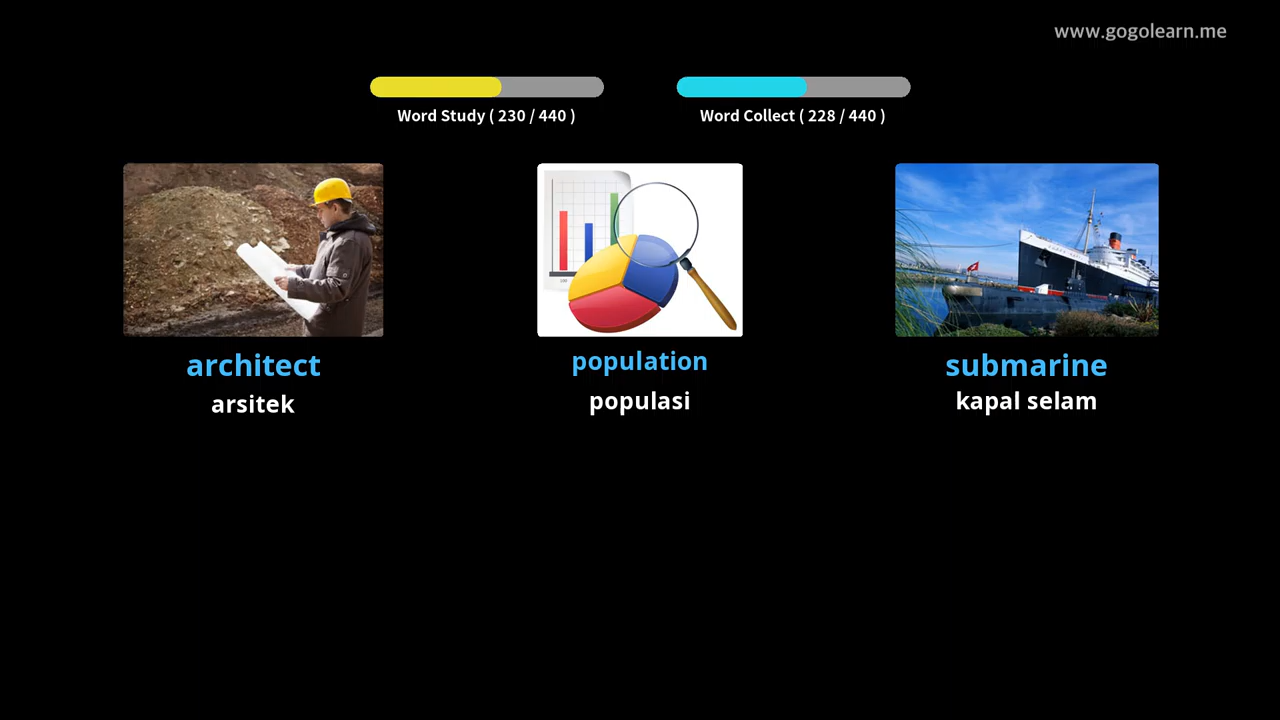 www.gogolearn.me
Word Study ( 230 / 440 )
Word Collect ( 228 / 440 )
architect
arsitek
population
populasi
submarine
kapal selam